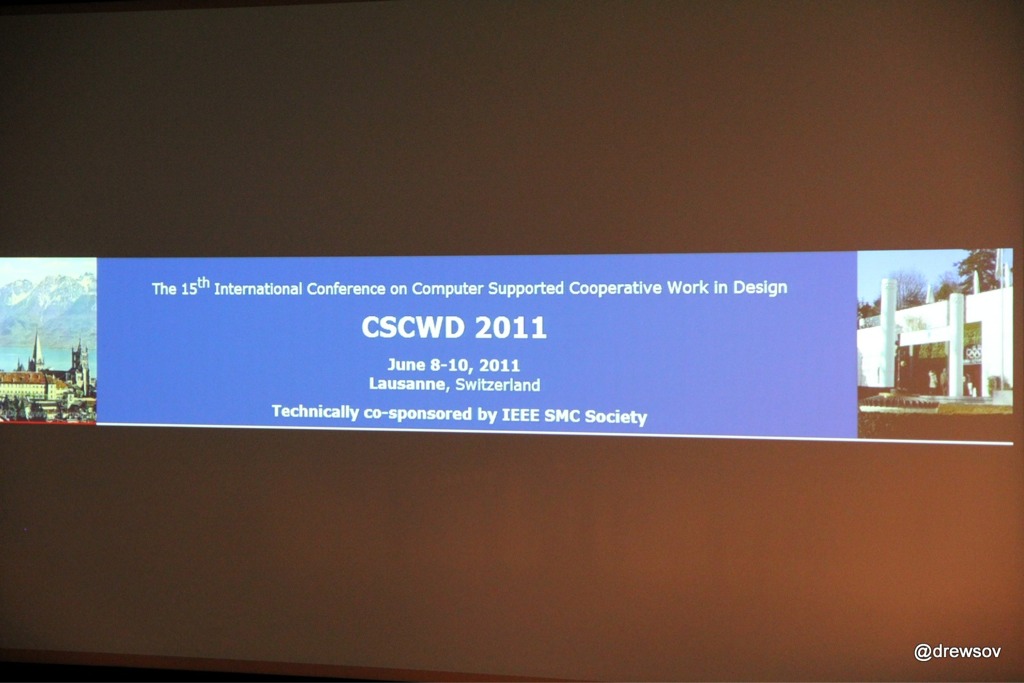 The 15th International Conference on Computer Supported Cooperative Work in Design
CSCWD 2011
June 8-10, 2011
Lausanne, Switzerland
Technically co-sponsored by IEEE SMC Society
@drewsov